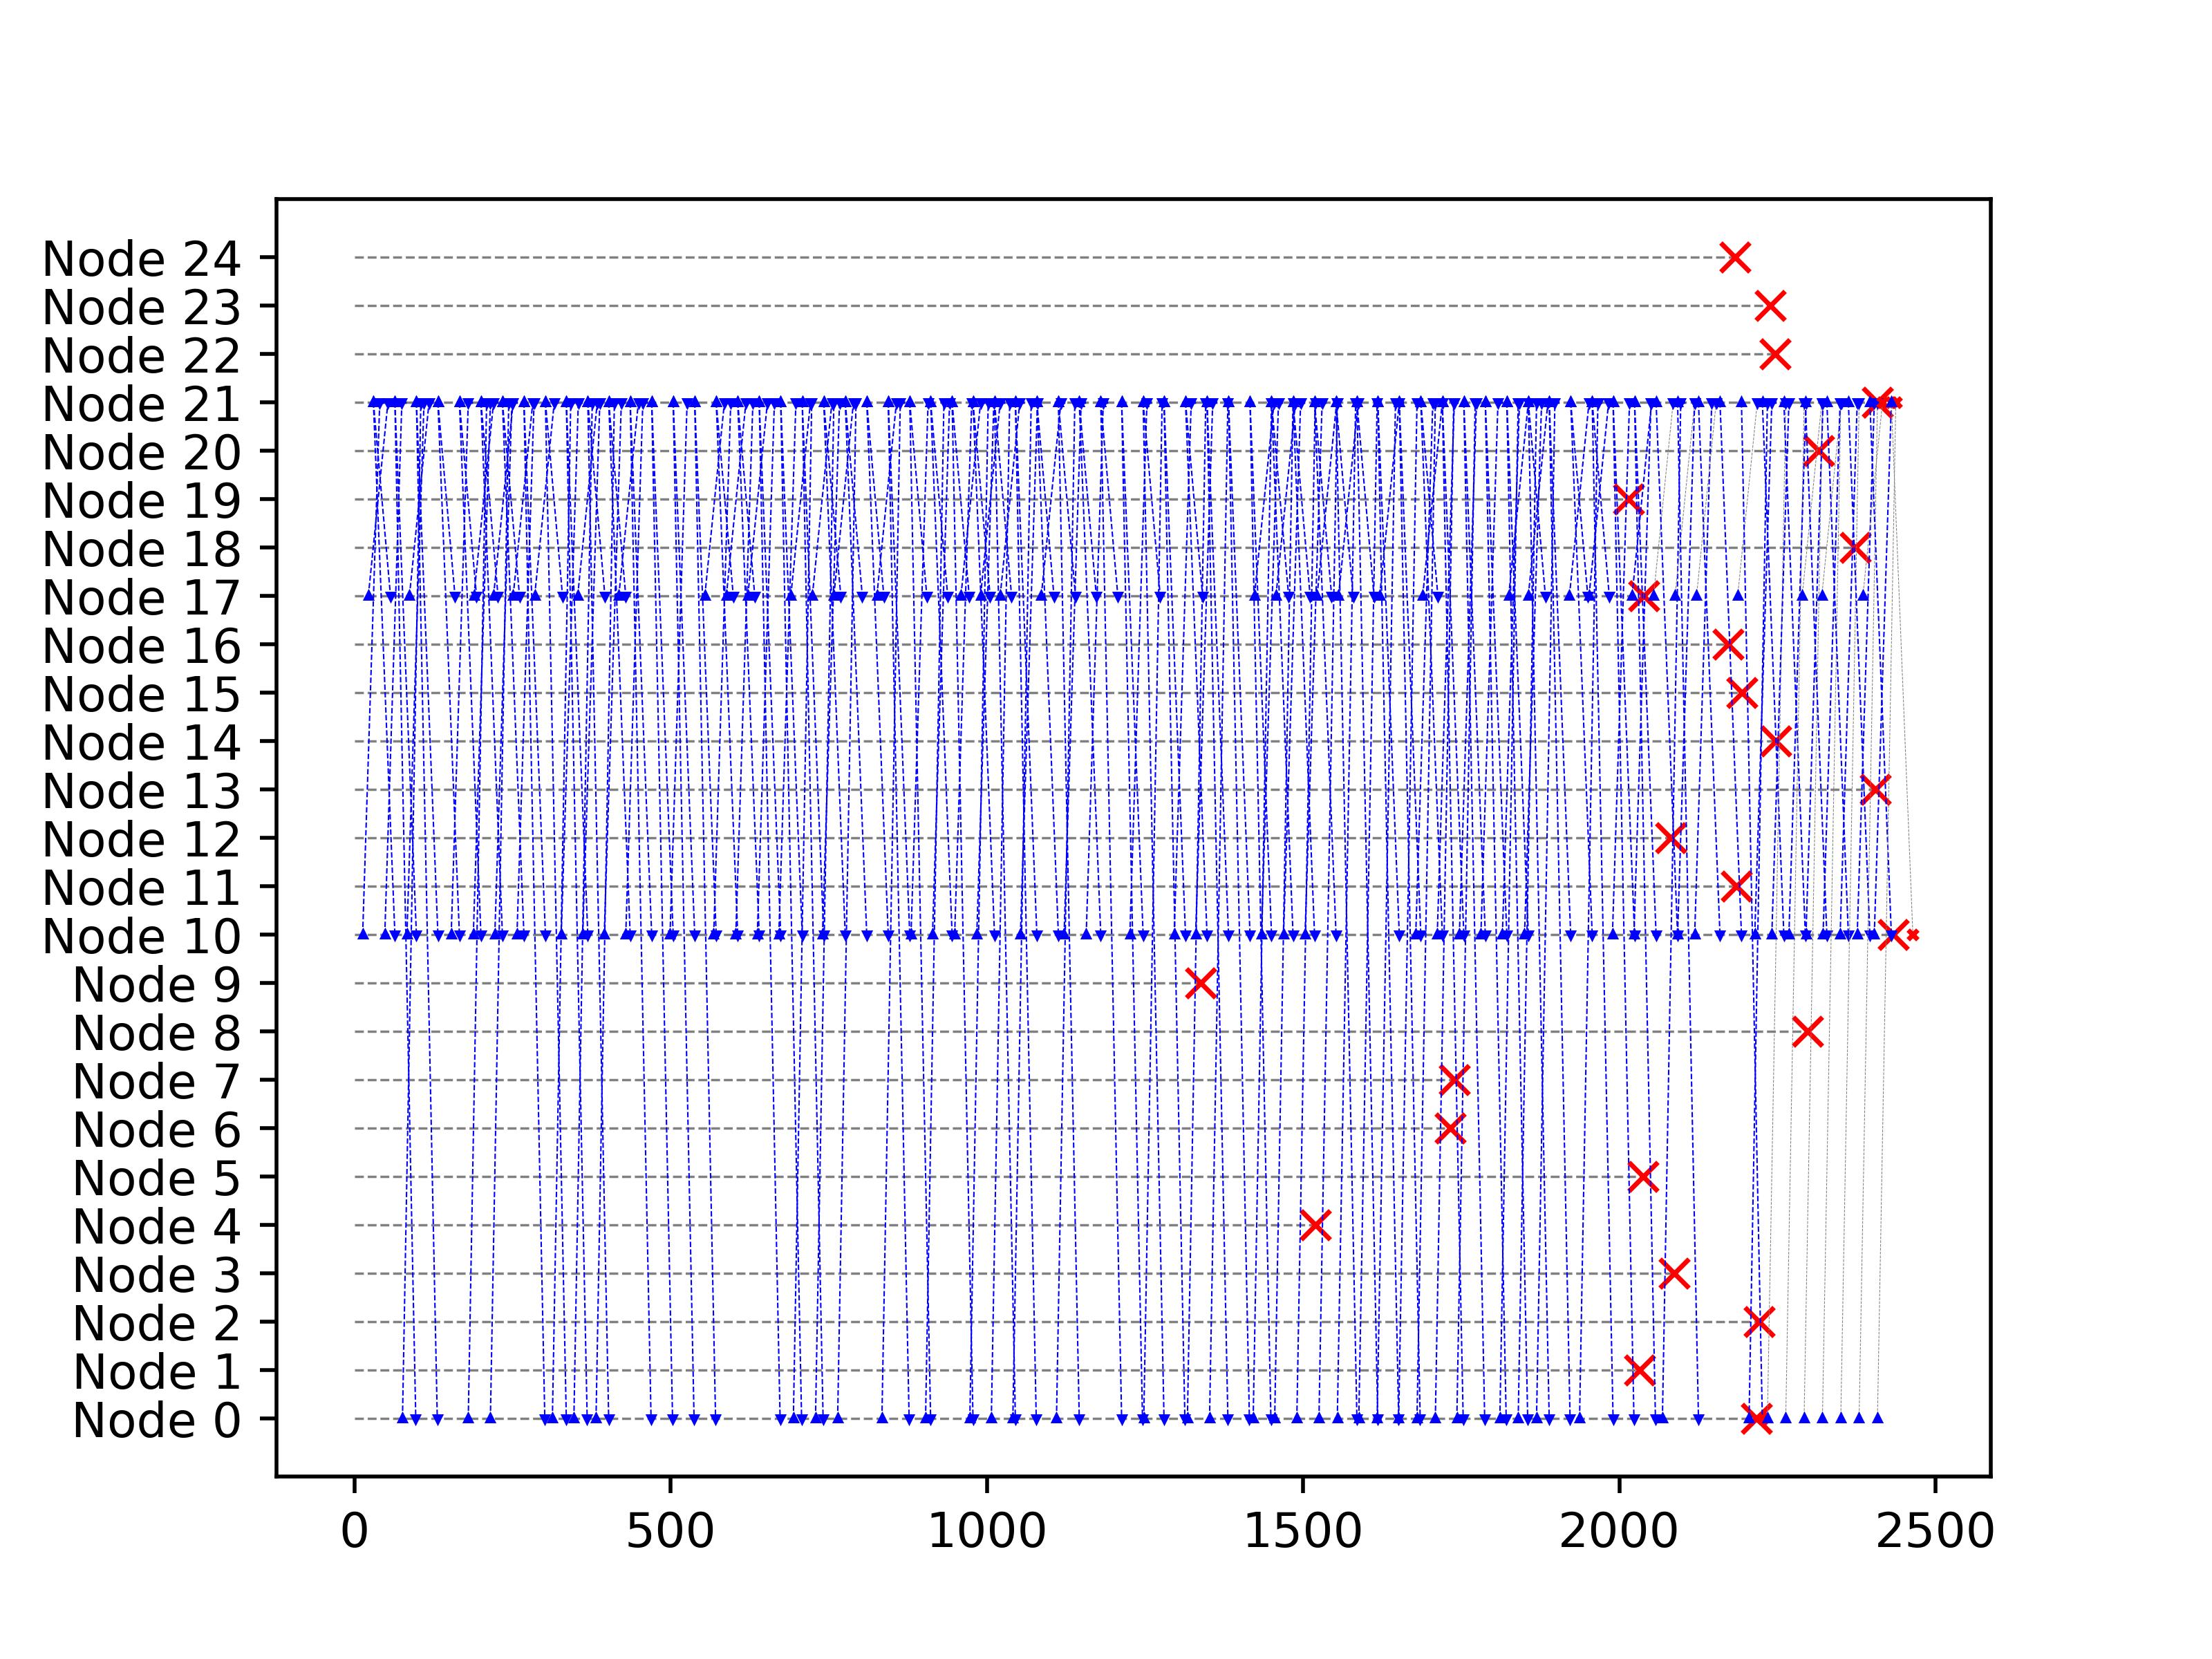 Node 24
Node 23
Node 22
Node 21
Node 20
Node 19
Node 18
Node 17
Node 16
Node 15
Node 14
Node 13
Node 12
Node 11
Node 10
Node 9
Node 8
Node 7
Node 6
Node 5
Node 4
Node 3
Node 2
Node 1
Node 0
0 500 1000 1500 2000 2500